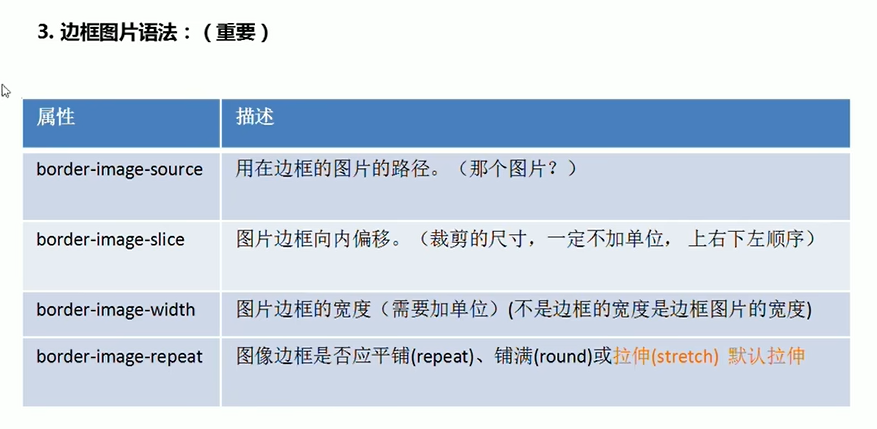 3. 边框图片语法：（重要）
属性 描述
border-image-source 用在边框的图片的路径。（那个图片？）
border-image-slice 图片边框向内偏移。（裁剪的尺寸，一定不加单位， 上右下左顺序）
border-image-width 图片边框的宽度（需要加单位）(不是边框的宽度是边框图片的宽度)
border-image-repeat 图像边框是否应平铺(repeat)、铺满(round)或拉伸(stretch) 默认拉伸